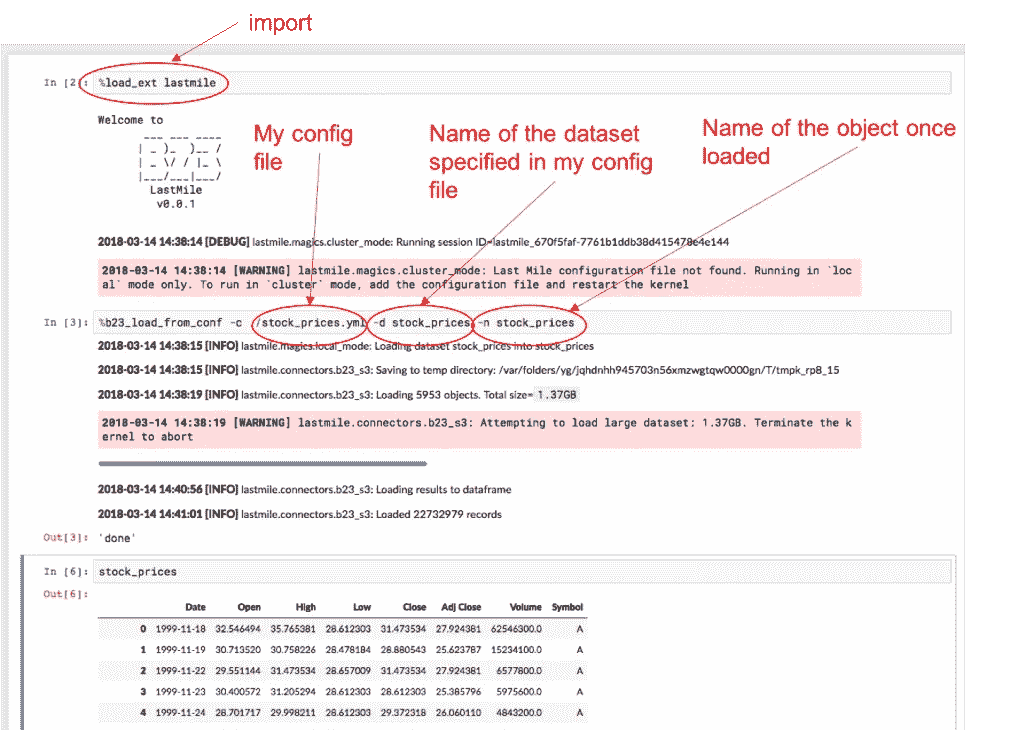 import
In [2]: %load_ext lastmile
Welcome to
My config
file
Name of the dataset
specified in my config
file
Name of the object once
loaded
LastMile
v0.0.1
2018-03-14 14:38:14 [DEBUG] lastmile.magics.cluster_mode: Running session ID=lastmile_670f5faf-7761b1ddb38d415478e4e144
2018-03-14 14:38:14 [WARNING] lastmile.magics.cluster_mode: Last Mile configuration file not found. Running in `loc
al` mode only. To run in `cluster` mode, add the configuration file and restart the kernel
In [3]: %b23_load_from_conf -c ./stock_prices.yml -d stock_prices -n stock_prices
2018-03-14 14:38:15 [INFO] lastmile.magics.local_mode: Loading dataset stock_prices into stock_prices
2018-03-14 14:38:15 [INFO] lastmile.connectors.b23_s3: Saving to temp directory: /var/folders/yg/jqhdnhh945703n56xmzwgtqw0000gn/T/tmpk_rp8_15
2018-03-14 14:38:19 [INFO] lastmile.connectors.b23_s3: Loading 5953 objects. Total size= 1.37GB
2018-03-14 14:38:19 [WARNING] lastmile.connectors.b23_s3: Attempting to load large dataset: 1.37GB. Terminate the k
ernel to abort
2018-03-14 14:40:56 [INFO] lastmile.connectors.b23_s3: Loading results to dataframe
2018-03-14 14:41:01 [INFO] lastmile.connectors.b23_s3: Loaded 22732979 records
Out[3]: 'done'
In [6]: stock_prices
Out[6]:
Date Open High Low Close Adj Close Volume Symbol
0 1999-11-18 32.546494 35.765381 28.612303 31.473534 27.924381 62546300.0 A
1 1999-11-19 30.713520 30.758226 28.478184 28.880543 25.623787 15234100.0 A
2 1999-11-22 29.551144 31.473534 28.657009 31.473534 27.924381 6577800.0 A
3 1999-11-23 30.400572 31.205294 28.612303 28.612303 25.385796 5975600.0 A
4 1999-11-24 28.701717 29.998211 28.612303 29.372318 26.060110 4843200.0 A